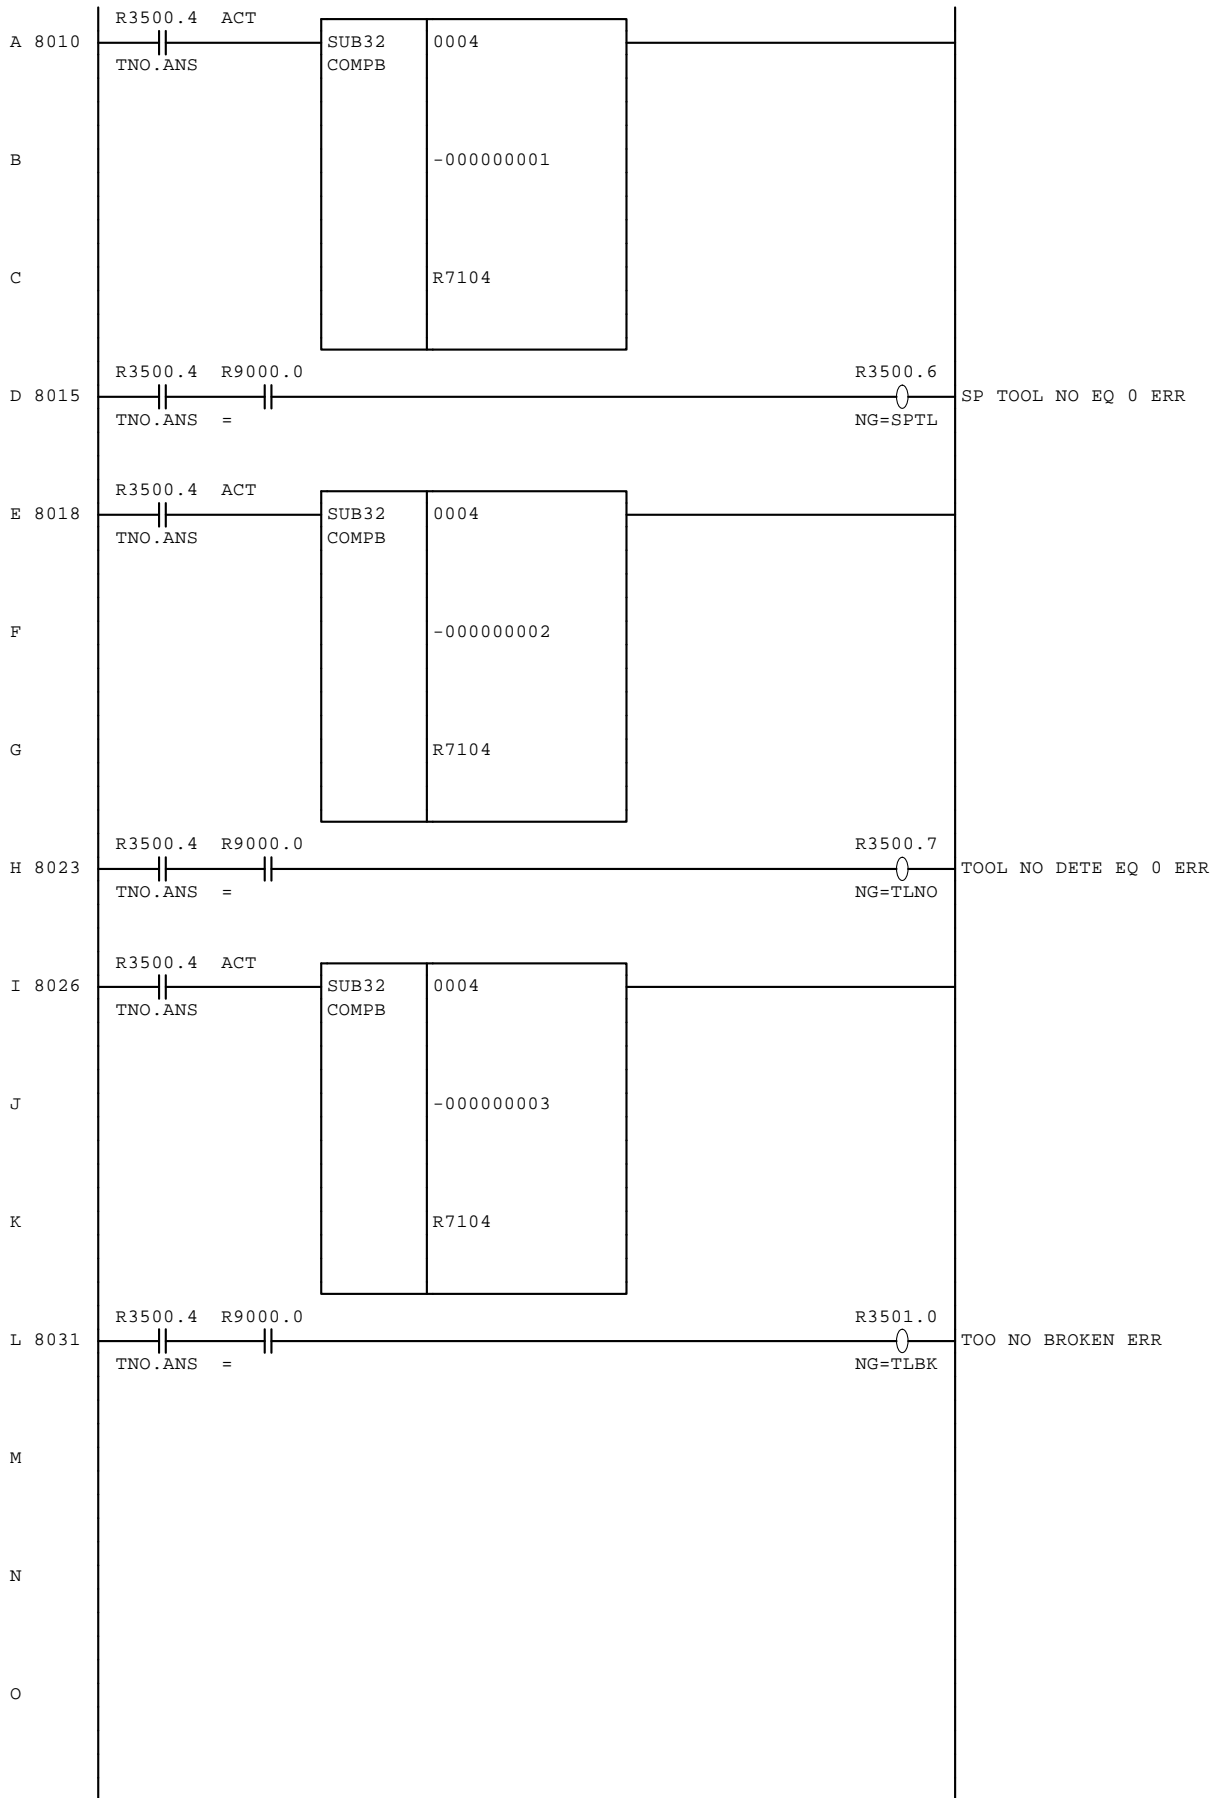 R3500.4 ACT
A 8010 SUB32 0004
TNO.ANS COMPB
B -000000001
C R7104
R3500.4 R9000.0 R3500.6
D 8015 SP TOOL NO EQ 0 ERR
TNO.ANS = NG=SPTL
R3500.4 ACT
E 8018 SUB32 0004
TNO.ANS COMPB
F -000000002
G R7104
R3500.4 R9000.0 R3500.7
H 8023 TOOL NO DETE EQ 0 ERR
TNO.ANS = NG=TLNO
R3500.4 ACT
I 8026 SUB32 0004
TNO.ANS COMPB
J -000000003
K R7104
R3500.4 R9000.0 R3501.0
L 8031 TOO NO BROKEN ERR
TNO.ANS = NG=TLBK
M
N
O